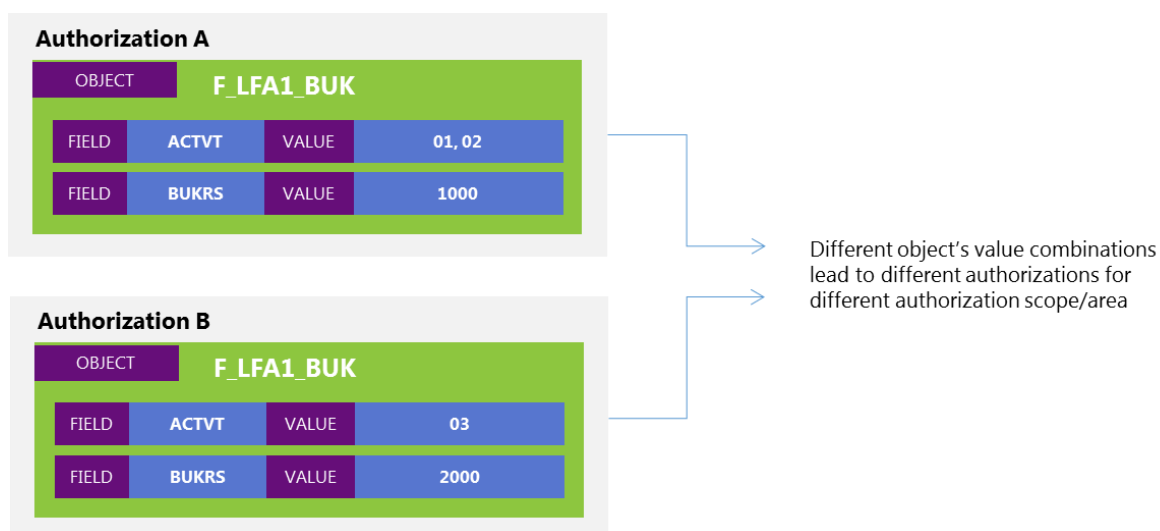 Authorization A
OBJECT F_LFA1_BUK
FIELD ACTVT VALUE 01, 02
FIELD BUKRS VALUE 1000
Different object's value combinations
lead to different authorizations for
different authorization scope/area
Authorization B
OBJECT F_LFA1_BUK
FIELD ACTVT VALUE 03
FIELD BUKRS VALUE 2000